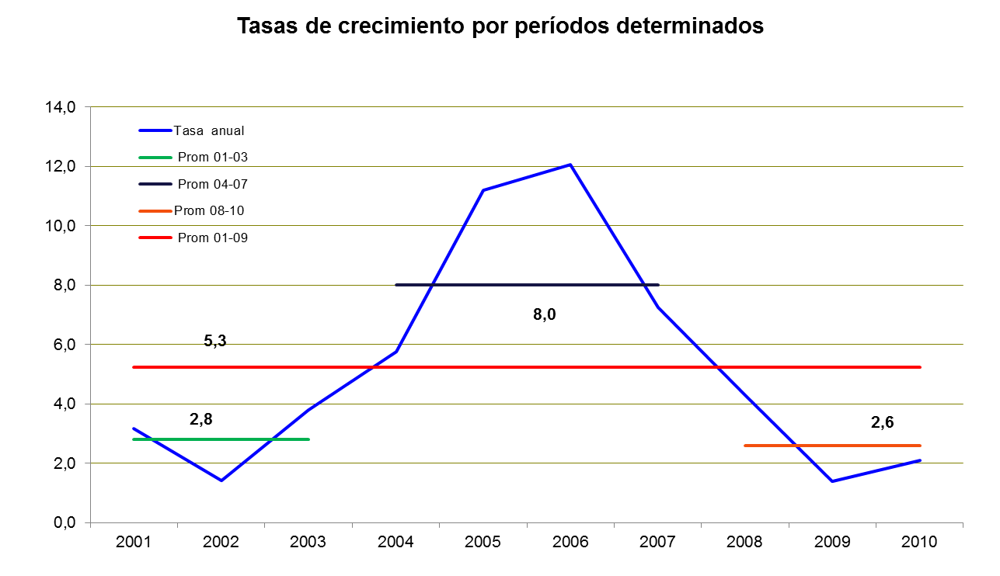 Tasas de crecimiento por períodos determinados
14,0
12,0
10,0
8,0
6,0
4,0
2,0
0,0
Tasa anual
Prom 01-03
Prom 04-07
Prom 08-10
Prom 01-09
5,3
2,8
8,0
2,6
2001 2002 2003 2004 2005 2006 2007 2008 2009 2010